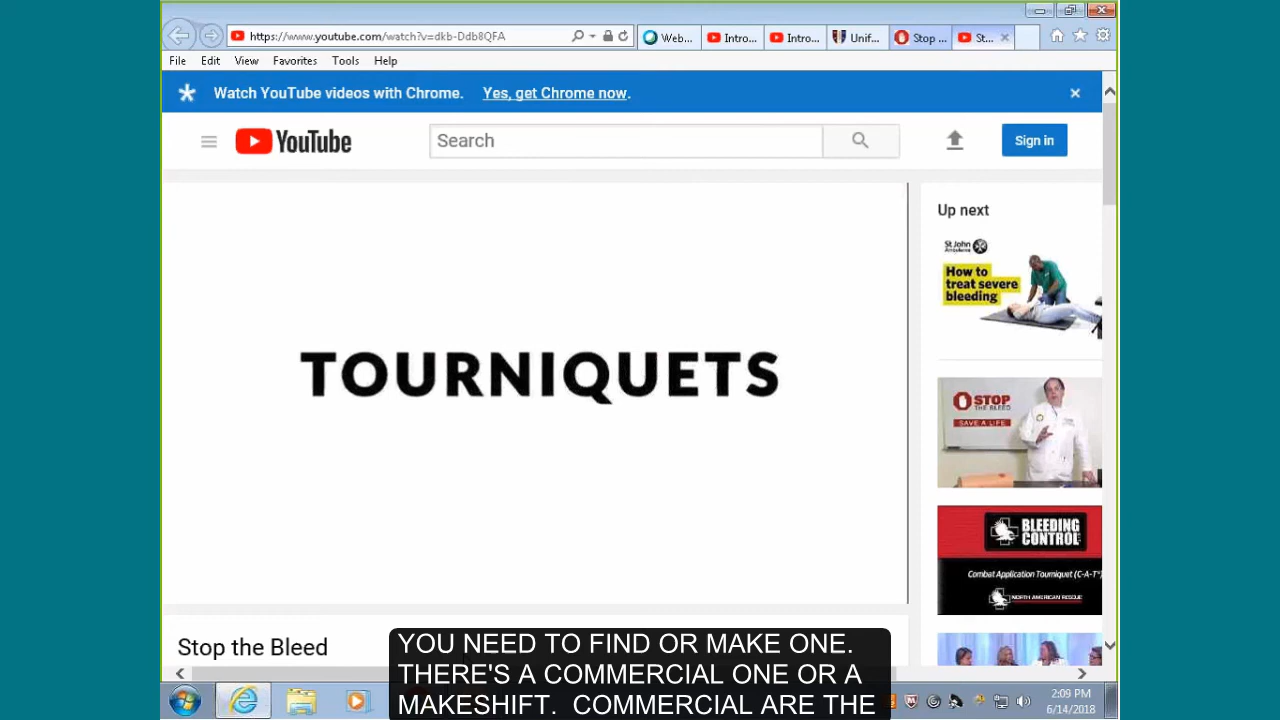 https://www.youtube.com/watch?v=dkb-Ddb8QFA
Web...
Intro...
Intro...
Unif...
Stop ...
St...
File Edit View Favorites Tools Help
Watch YouTube videos with Chrome. Yes, get Chrome now.
YouTube
Search
Sign in
Up next
St John
Ambulance
How to
treat severe
bleeding
TOURNIQUETS
STOP
THE BLEED
SAVE A LIFE
BLEEDING
CONTROL
Combat Application Tourniquet (C-A-T®)
NORTH AMERICAN RESCUE
Stop the Bleed
YOU NEED TO FIND OR MAKE ONE.
THERE'S A COMMERCIAL ONE OR A
MAKESHIFT. COMMERCIAL ARE THE
2:09 PM
6/14/2018